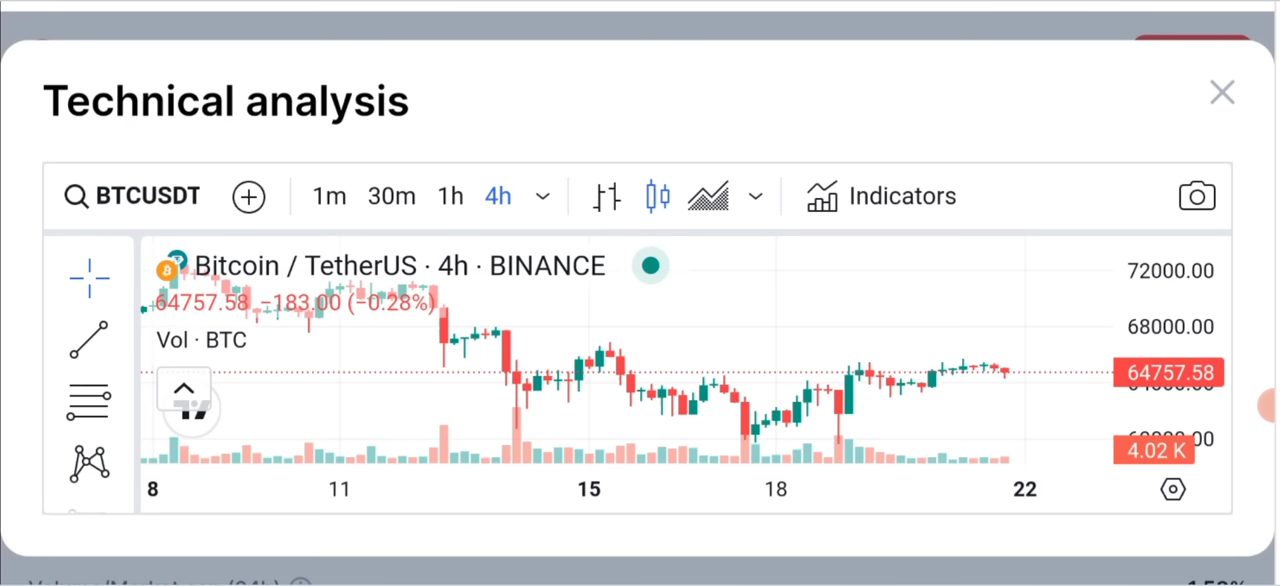 Technical analysis
BTCUSDT 1m 30m 1h 4h Indicators
Bitcoin / TetherUS · 4h · BINANCE
64757.58 −183.00 (−0.28%)
Vol · BTC
72000.00
68000.00
64757.58
4.02 K
8 11 15 18 22